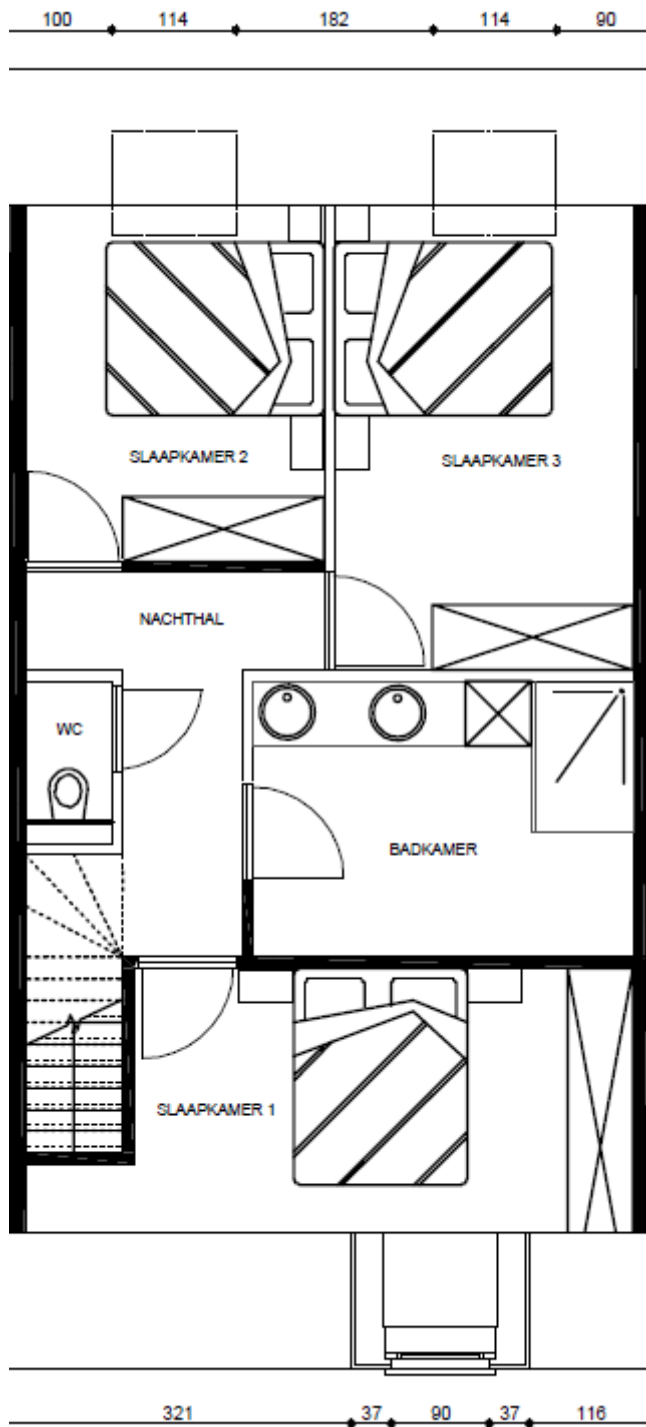 100 114 182 114 90
SLAAPKAMER 2
SLAAPKAMER 3
NACHTHAL
WC
BADKAMER
SLAAPKAMER 1
321 37 90 37 116